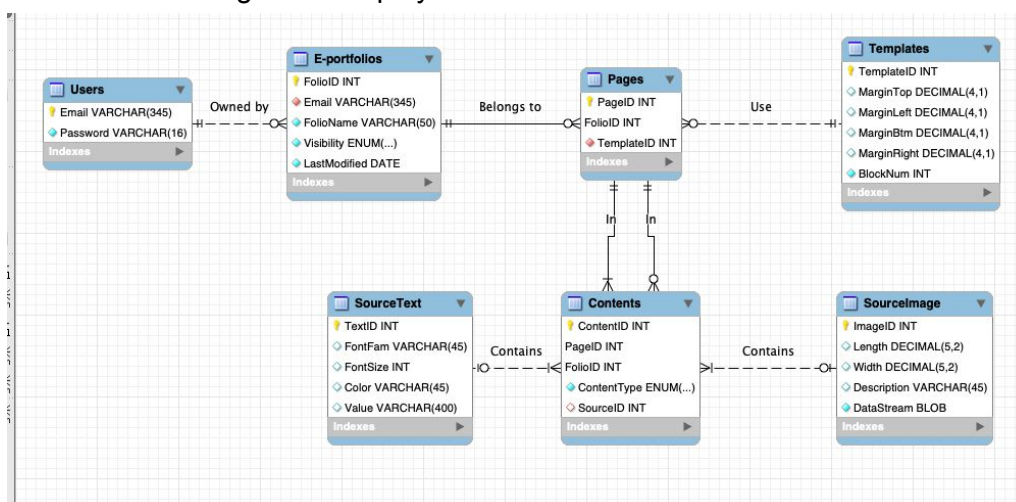 Users
Email VARCHAR(345)
Password VARCHAR(16)
Indexes
Owned by
E-portfolios
FolioID INT
Email VARCHAR(345)
FolioName VARCHAR(50)
Visibility ENUM(...)
LastModified DATE
Indexes
Belongs to
Pages
PageID INT
FolioID INT
TemplateID INT
Indexes
Use
Templates
TemplateID INT
MarginTop DECIMAL(4,1)
MarginLeft DECIMAL(4,1)
MarginBtm DECIMAL(4,1)
MarginRight DECIMAL(4,1)
BlockNum INT
Indexes
In
In
SourceText
TextID INT
FontFam VARCHAR(45)
FontSize INT
Color VARCHAR(45)
Value VARCHAR(400)
Indexes
Contains
Contents
ContentID INT
PageID INT
FolioID INT
ContentType ENUM(...)
SourceID INT
Indexes
Contains
SourceImage
ImageID INT
Length DECIMAL(5,2)
Width DECIMAL(5,2)
Description VARCHAR(45)
DataStream BLOB
Indexes